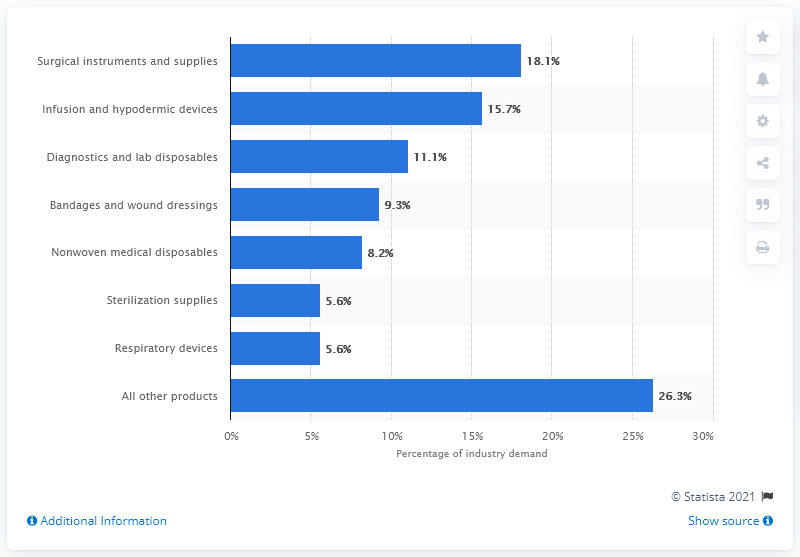 Surgical instruments and supplies 18.1%
Infusion and hypodermic devices 15.7%
Diagnostics and lab disposables 11.1%
Bandages and wound dressings 9.3%
Nonwoven medical disposables 8.2%
Sterilization supplies 5.6%
Respiratory devices 5.6%
All other products 26.3%
0% 5% 10% 15% 20% 25% 30%
Percentage of industry demand
© Statista 2021
Additional Information Show source